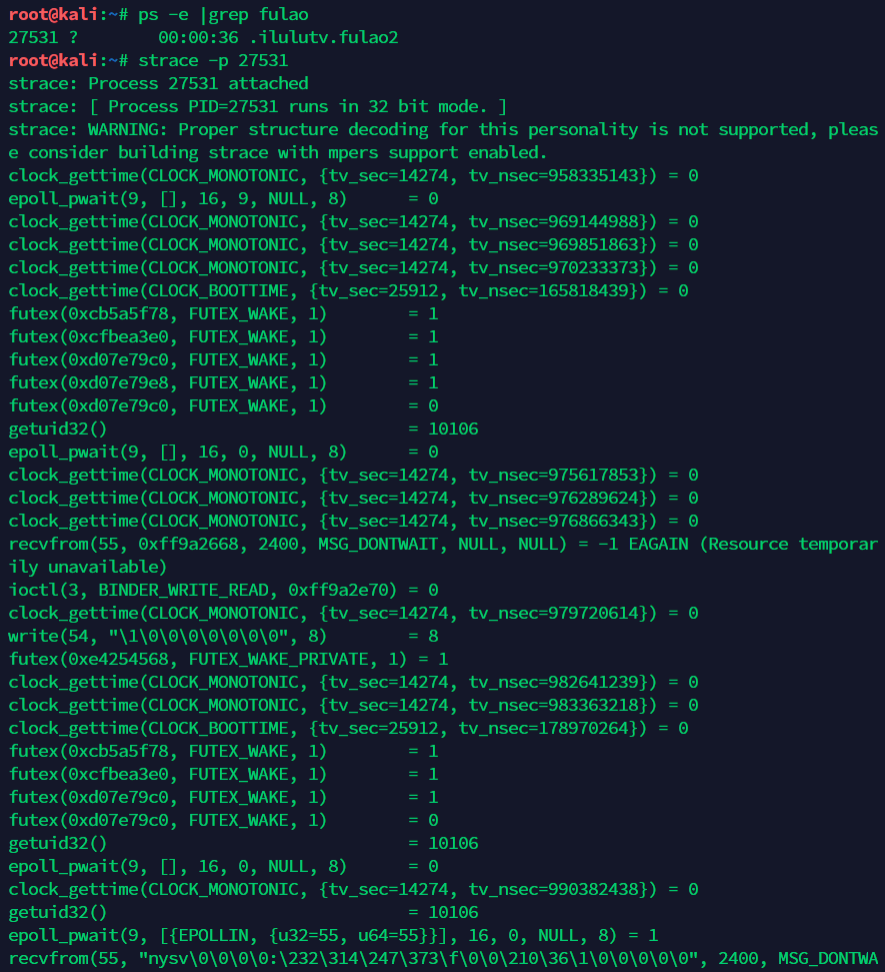 root@kali:~# ps -e |grep fulao
27531 ?        00:00:36 .ilulutv.fulao2
root@kali:~# strace -p 27531
strace: Process 27531 attached
strace: [ Process PID=27531 runs in 32 bit mode. ]
strace: WARNING: Proper structure decoding for this personality is not supported, pleas
e consider building strace with mpers support enabled.
clock_gettime(CLOCK_MONOTONIC, {tv_sec=14274, tv_nsec=958335143}) = 0
epoll_pwait(9, [], 16, 9, NULL, 8)      = 0
clock_gettime(CLOCK_MONOTONIC, {tv_sec=14274, tv_nsec=969144988}) = 0
clock_gettime(CLOCK_MONOTONIC, {tv_sec=14274, tv_nsec=969851863}) = 0
clock_gettime(CLOCK_MONOTONIC, {tv_sec=14274, tv_nsec=970233373}) = 0
clock_gettime(CLOCK_BOOTTIME, {tv_sec=25912, tv_nsec=165818439}) = 0
futex(0xcb5a5f78, FUTEX_WAKE, 1)        = 1
futex(0xcfbea3e0, FUTEX_WAKE, 1)        = 1
futex(0xd07e79c0, FUTEX_WAKE, 1)        = 1
futex(0xd07e79e8, FUTEX_WAKE, 1)        = 1
futex(0xd07e79c0, FUTEX_WAKE, 1)        = 0
getuid32()                              = 10106
epoll_pwait(9, [], 16, 0, NULL, 8)      = 0
clock_gettime(CLOCK_MONOTONIC, {tv_sec=14274, tv_nsec=975617853}) = 0
clock_gettime(CLOCK_MONOTONIC, {tv_sec=14274, tv_nsec=976289624}) = 0
clock_gettime(CLOCK_MONOTONIC, {tv_sec=14274, tv_nsec=976866343}) = 0
recvfrom(55, 0xff9a2668, 2400, MSG_DONTWAIT, NULL, NULL) = -1 EAGAIN (Resource temporar
ily unavailable)
ioctl(3, BINDER_WRITE_READ, 0xff9a2e70) = 0
clock_gettime(CLOCK_MONOTONIC, {tv_sec=14274, tv_nsec=979720614}) = 0
write(54, "\1\0\0\0\0\0\0\0", 8)        = 8
futex(0xe4254568, FUTEX_WAKE_PRIVATE, 1) = 1
clock_gettime(CLOCK_MONOTONIC, {tv_sec=14274, tv_nsec=982641239}) = 0
clock_gettime(CLOCK_MONOTONIC, {tv_sec=14274, tv_nsec=983363218}) = 0
clock_gettime(CLOCK_BOOTTIME, {tv_sec=25912, tv_nsec=178970264}) = 0
futex(0xcb5a5f78, FUTEX_WAKE, 1)        = 1
futex(0xcfbea3e0, FUTEX_WAKE, 1)        = 1
futex(0xd07e79c0, FUTEX_WAKE, 1)        = 1
futex(0xd07e79c0, FUTEX_WAKE, 1)        = 0
getuid32()                              = 10106
epoll_pwait(9, [], 16, 0, NULL, 8)      = 0
clock_gettime(CLOCK_MONOTONIC, {tv_sec=14274, tv_nsec=990382438}) = 0
getuid32()                              = 10106
epoll_pwait(9, [{EPOLLIN, {u32=55, u64=55}}], 16, 0, NULL, 8) = 1
recvfrom(55, "nysv\0\0\0\0:\232\314\247\373\f\0\0\210\36\1\0\0\0\0\0", 2400, MSG_DONTWA